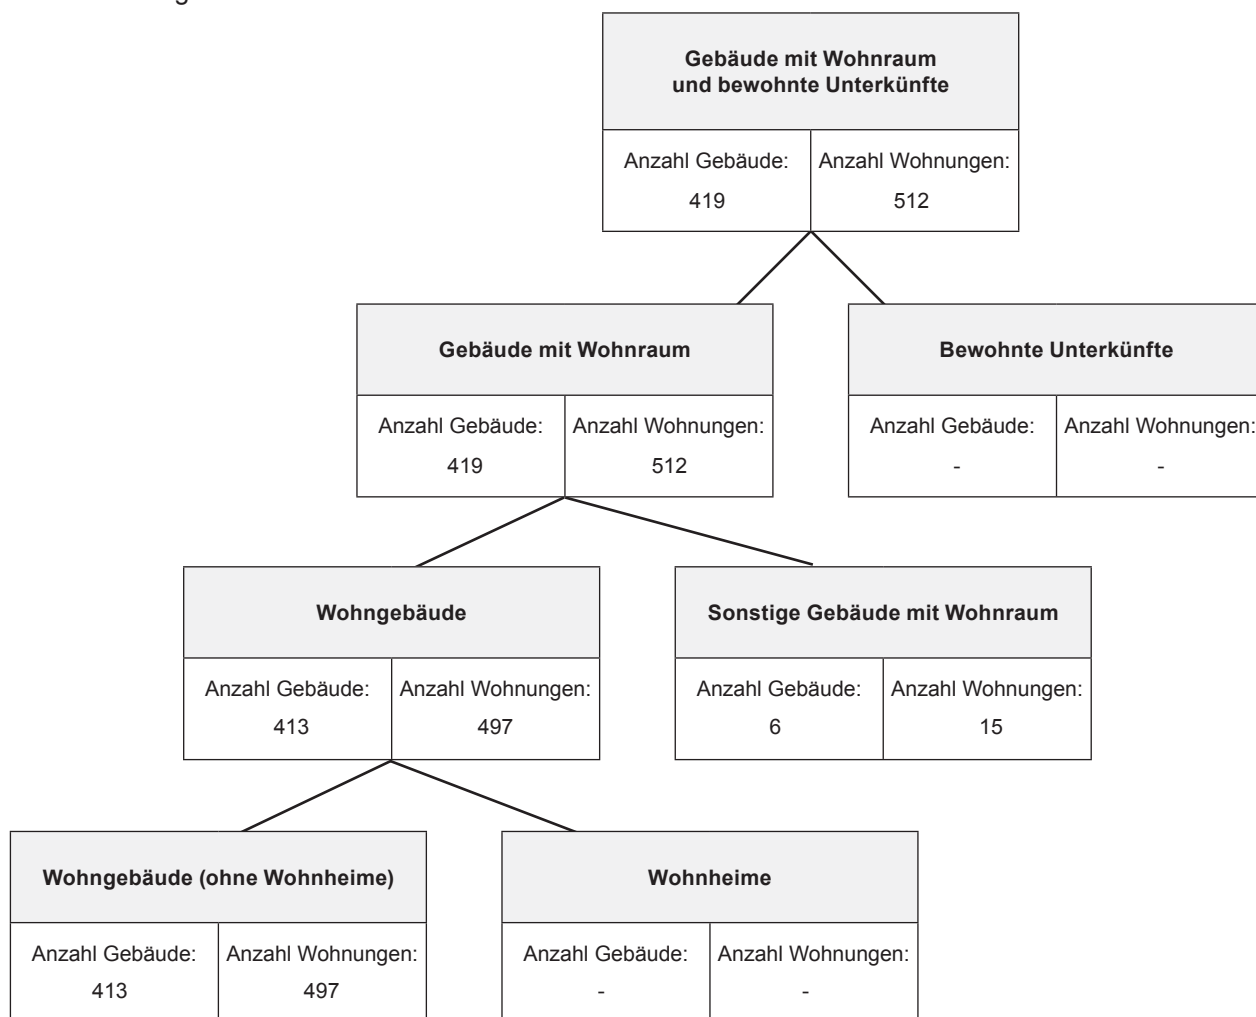 Gebäude mit Wohnraum
und bewohnte Unterkünfte
Anzahl Gebäude:
419
Anzahl Wohnungen:
512
Gebäude mit Wohnraum
Anzahl Gebäude:
419
Anzahl Wohnungen:
512
Bewohnte Unterkünfte
Anzahl Gebäude:
-
Anzahl Wohnungen:
-
Wohngebäude
Anzahl Gebäude:
413
Anzahl Wohnungen:
497
Sonstige Gebäude mit Wohnraum
Anzahl Gebäude:
6
Anzahl Wohnungen:
15
Wohngebäude (ohne Wohnheime)
Anzahl Gebäude:
413
Anzahl Wohnungen:
497
Wohnheime
Anzahl Gebäude:
-
Anzahl Wohnungen:
-